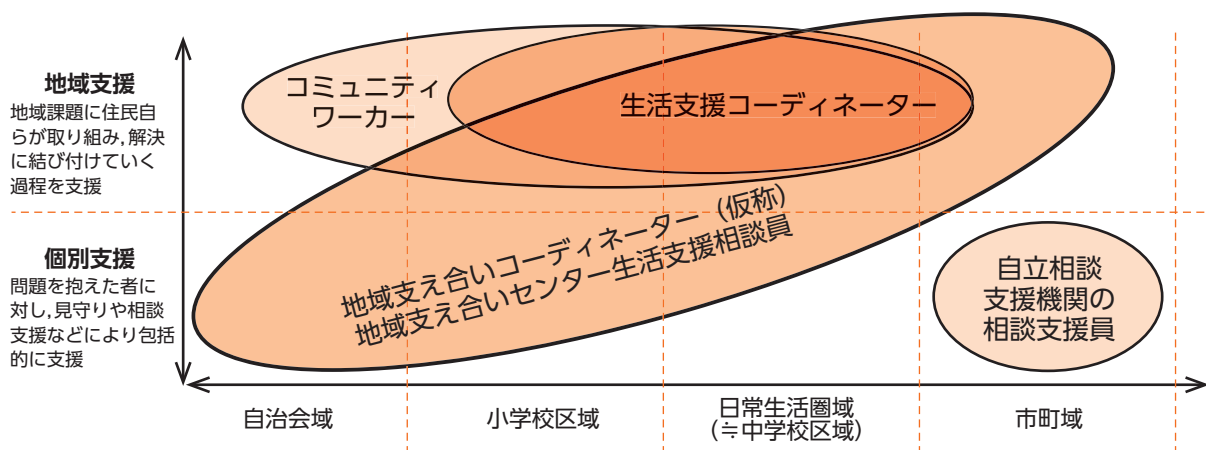 地域支援
地域課題に住民自
らが取り組み,解決
に結び付けていく
過程を支援
個別支援
問題を抱えた者に
対し,見守りや相談
支援などにより包括
的に支援
コミュニティ
ワーカー
生活支援コーディネーター
地域支え合いコーディネーター（仮称）
地域支え合いセンター生活支援相談員
自立相談
支援機関の
相談支援員
自治会域
小学校区域
日常生活圏域
(≒中学校区域)
市町域